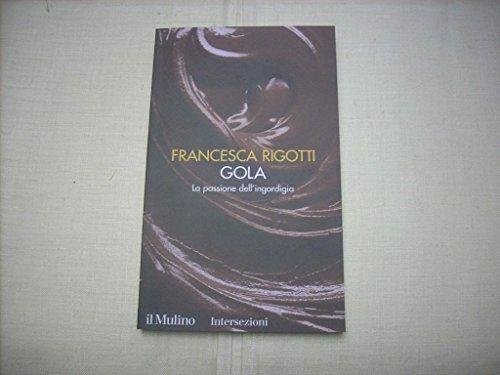 FRANCESCA RIGOTTI
GOLA
La passione dell'ingordigia
il Mulino Intersezioni